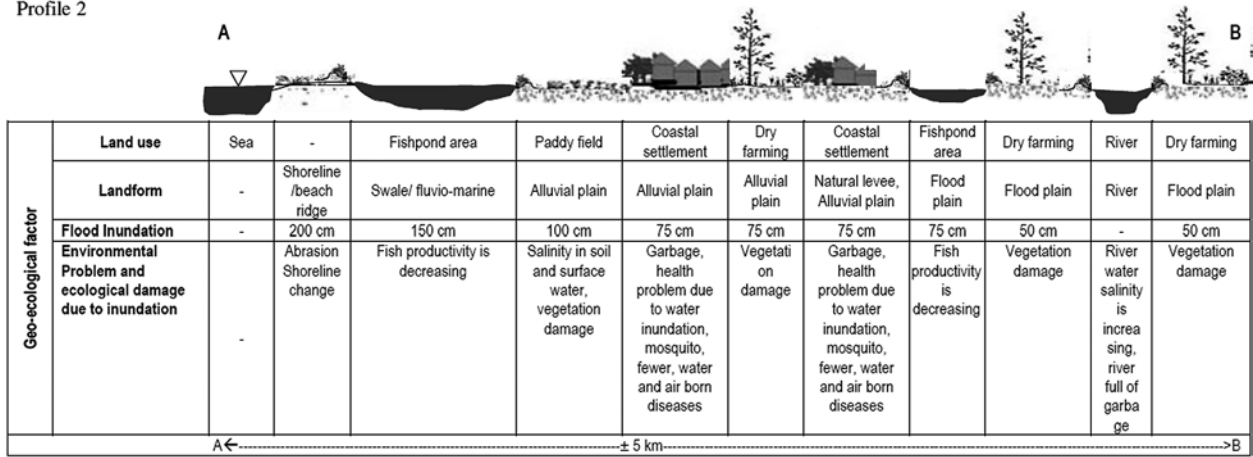 Profile 2
A
B
Geo-ecological factor
Land use
Sea
-
Fishpond area
Paddy field
Coastal
settlement
Dry
farming
Coastal
settlement
Fishpond
area
Dry farming
River
Dry farming
Landform
-
Shoreline
/beach
ridge
Swale/ fluvio-marine
Alluvial plain
Alluvial plain
Alluvial
plain
Natural levee,
Alluvial plain
Flood
plain
Flood plain
River
Flood plain
Flood Inundation
-
200 cm
150 cm
100 cm
75 cm
75 cm
75 cm
75 cm
50 cm
-
50 cm
Environmental
Problem and
ecological damage
due to inundation
-
Abrasion
Shoreline
change
Fish productivity is
decreasing
Salinity in soil
and surface
water,
vegetation
damage
Garbage,
health
problem due
to water
inundation,
mosquito,
fewer, water
and air born
diseases
Vegetati
on
damage
Garbage,
health
problem due
to water
inundation,
mosquito,
fewer, water
and air born
diseases
Fish
productivity
is
decreasing
Vegetation
damage
River
water
salinity
is
increa
sing,
river
full of
garba
ge
Vegetation
damage
A←--------------------± 5 km--------------------->B